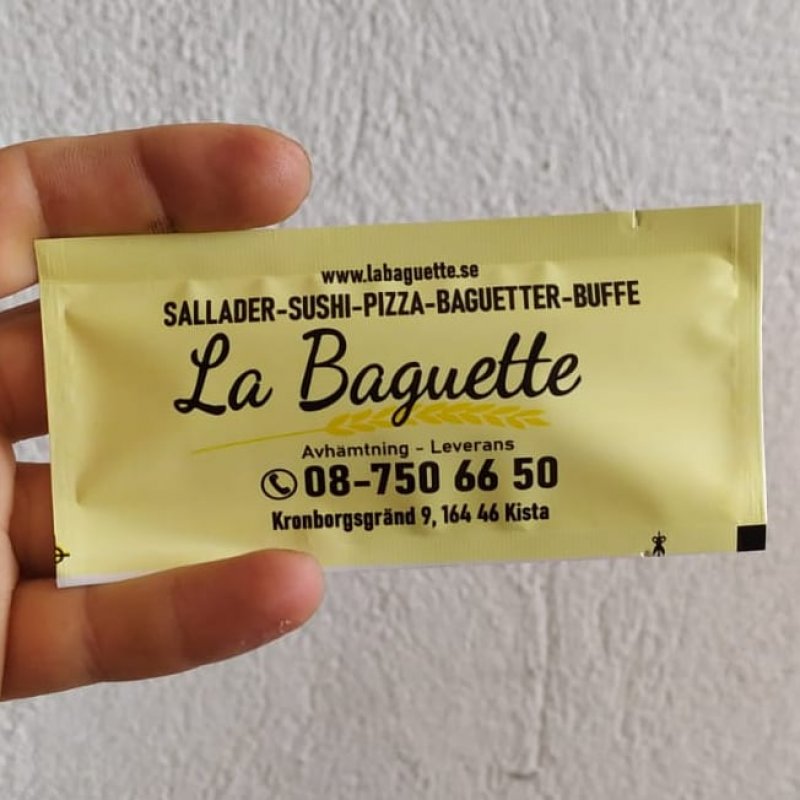 www.labaguette.se
SALLADER-SUSHI-PIZZA-BAGUETTER-BUFFE
La Baguette
Avhämtning - Leverans
08-750 66 50
Kronborgsgränd 9, 164 46 Kista